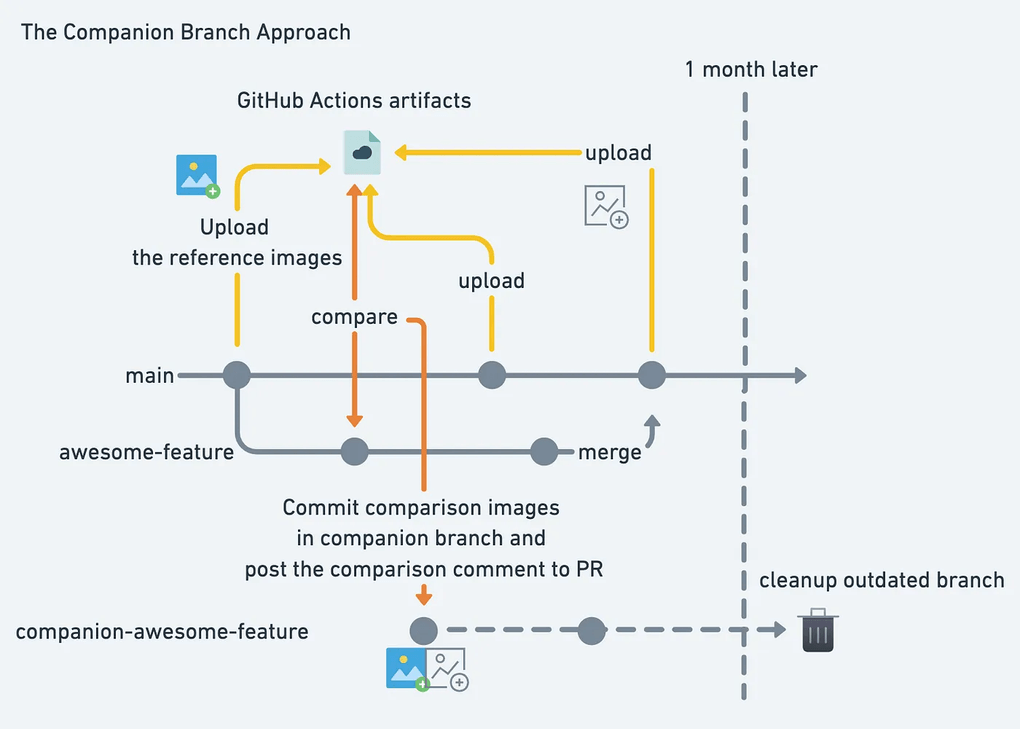 The Companion Branch Approach
1 month later
GitHub Actions artifacts
upload
Upload
the reference images
upload
compare
main
awesome-feature
merge
Commit comparison images
in companion branch and
post the comparison comment to PR
cleanup outdated branch
companion-awesome-feature